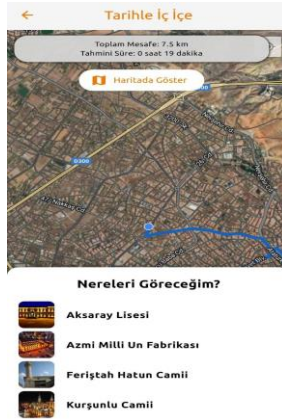 Tarihle İç İçe
Toplam Mesafe: 7.5 km
Tahmini Süre: 0 saat 19 dakika
Haritada Göster
D300
Nereleri Göreceğim?
Aksaray Lisesi
Azmi Milli Un Fabrikası
Feriştah Hatun Camii
Kurşunlu Camii